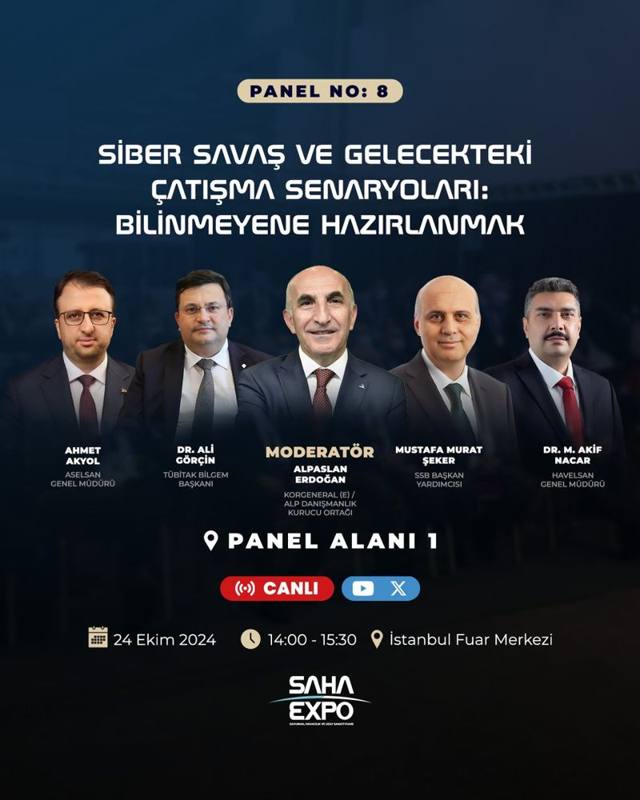 PANEL NO: 8
SİBER SAVAŞ VE GELECEKTEKİ
ÇATIŞMA SENARYOLARI:
BİLİNMEYENE HAZIRLANMAK
AHMET
AKYOL
ASELSAN
GENEL MÜDÜRÜ
DR. ALİ
GÖRÇİN
TÜBİTAK BİLGEM
BAŞKANI
MODERATÖR
ALPASLAN
ERDOĞAN
KORGENERAL (E) /
ALP DANIŞMANLIK
KURUCU ORTAĞI
MUSTAFA MURAT
ŞEKER
SSB BAŞKAN
YARDIMCISI
DR. M. AKİF
NACAR
HAVELSAN
GENEL MÜDÜRÜ
PANEL ALANI 1
CANLI
X
24 Ekim 2024
14:00 - 15:30
İstanbul Fuar Merkezi
SAHA
EXPO